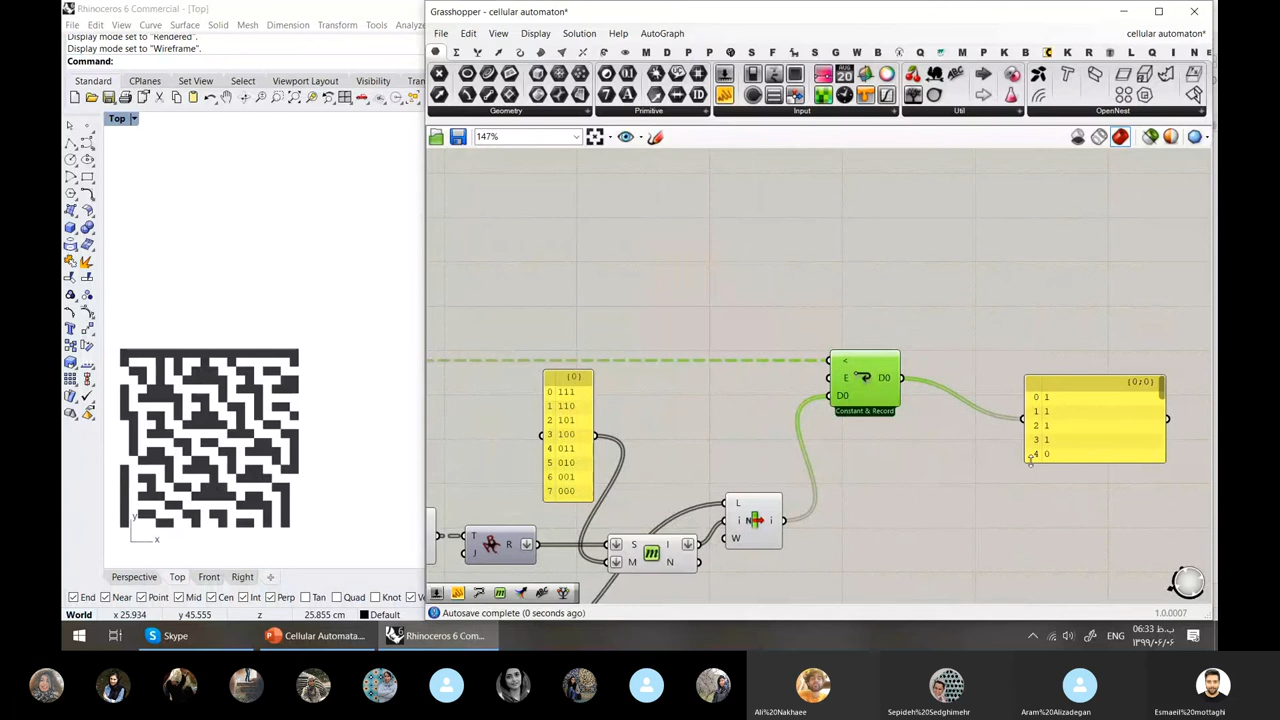 Rhinoceros 6 Commercial - [Top]
File Edit View Curve Surface Solid Mesh Dimension Transform Tools
Display mode set to "Rendered".
Display mode set to "Wireframe".
Command:
Standard CPlanes Set View Select Viewport Layout Visibility
Top
y
x
Perspective Top Front Right
End Near Point Mid Cen Int Perp Tan Quad Knot
World x 25.934 y 45.555 z 25.855 cm Default
Grasshopper - cellular automaton*
File Edit View Display Solution Help AutoGraph cellular automaton*
Geometry Primitive Input Util OpenNest
147%
{0}
0 111
1 110
2 101
3 100
4 011
5 010
6 001
7 000
<
E D0
D0
Constant & Record
{0;0}
0 1
1 1
2 1
3 1
4 0
T R
J
S I
M N
L
i N i
W
Autosave complete (0 seconds ago) 1.0.0007
Skype Cellular Automata... Rhinoceros 6 Com... ENG
06:33 ب.ظ
۱۳۹۹/۰۶/۰۶
Ali%20Nakhaee Sepideh%20Sedghimehr Aram%20Alizadegan Esmaeil%20mottaghi